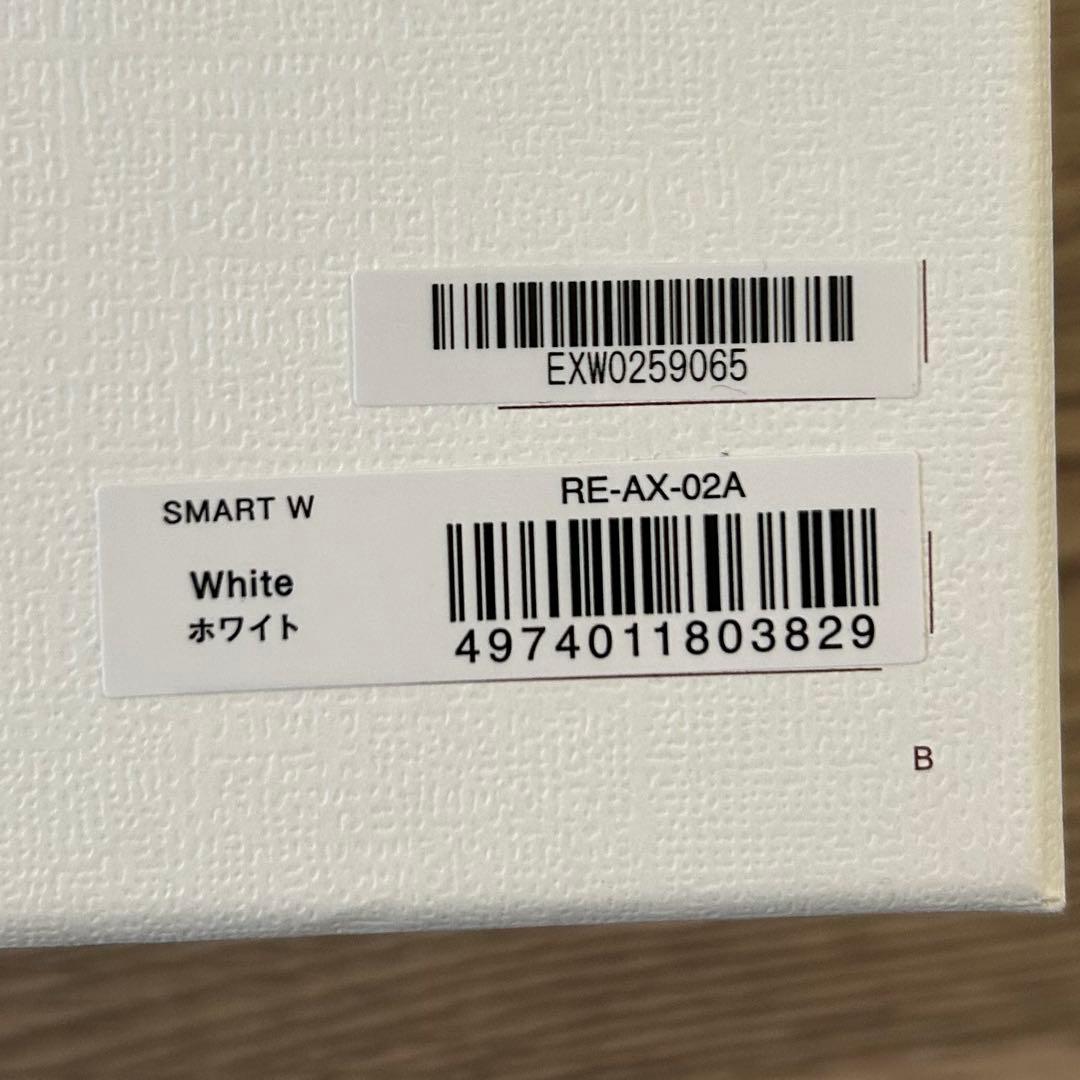 EXW0259065
SMART W
RE-AX-02A
White
ホワイト
4974011803829
B